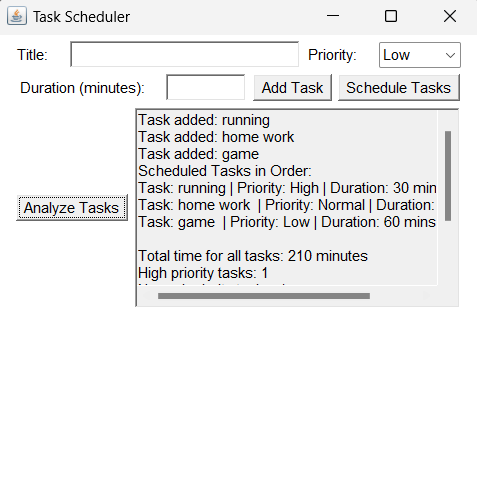 Task Scheduler
Title: Priority: Low
Duration (minutes): Add Task Schedule Tasks
Analyze Tasks
Task added: running
Task added: home work
Task added: game
Scheduled Tasks in Order:
Task: running | Priority: High | Duration: 30 min
Task: home work | Priority: Normal | Duration:
Task: game | Priority: Low | Duration: 60 mins
Total time for all tasks: 210 minutes
High priority tasks: 1